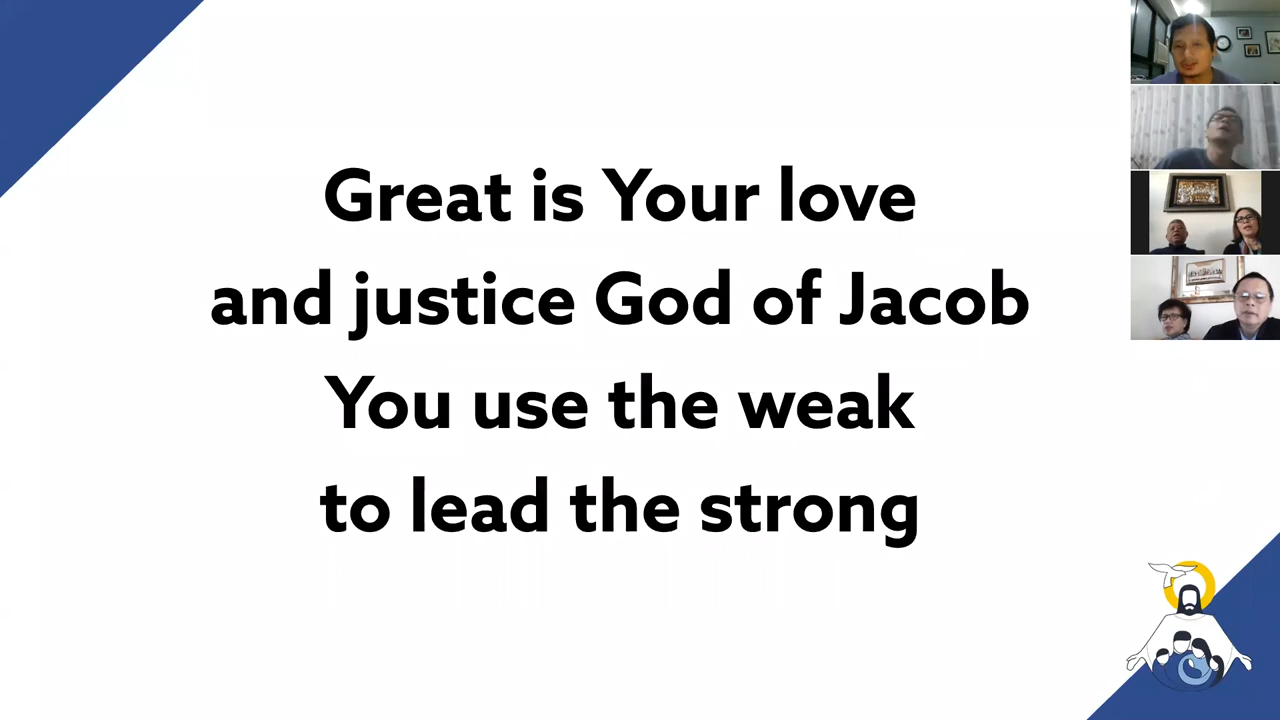 Great is Your love
and justice God of Jacob
You use the weak
to lead the strong